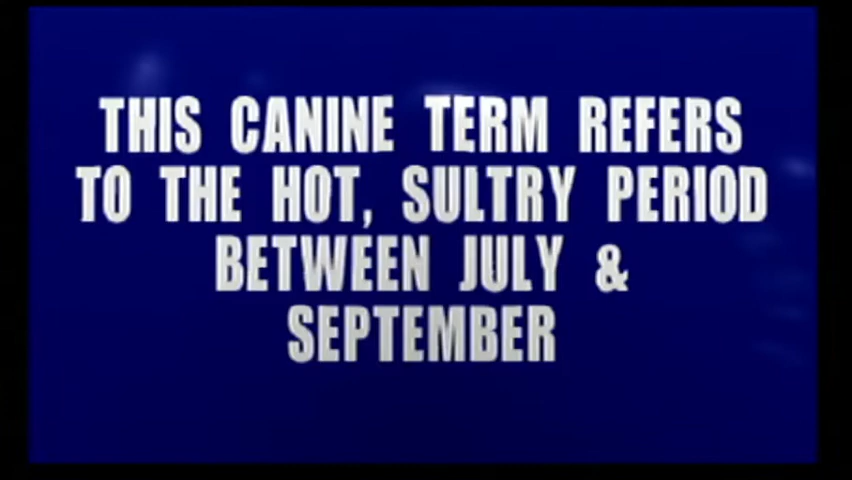 THIS CANINE TERM REFERS
TO THE HOT, SULTRY PERIOD
BETWEEN JULY &
SEPTEMBER